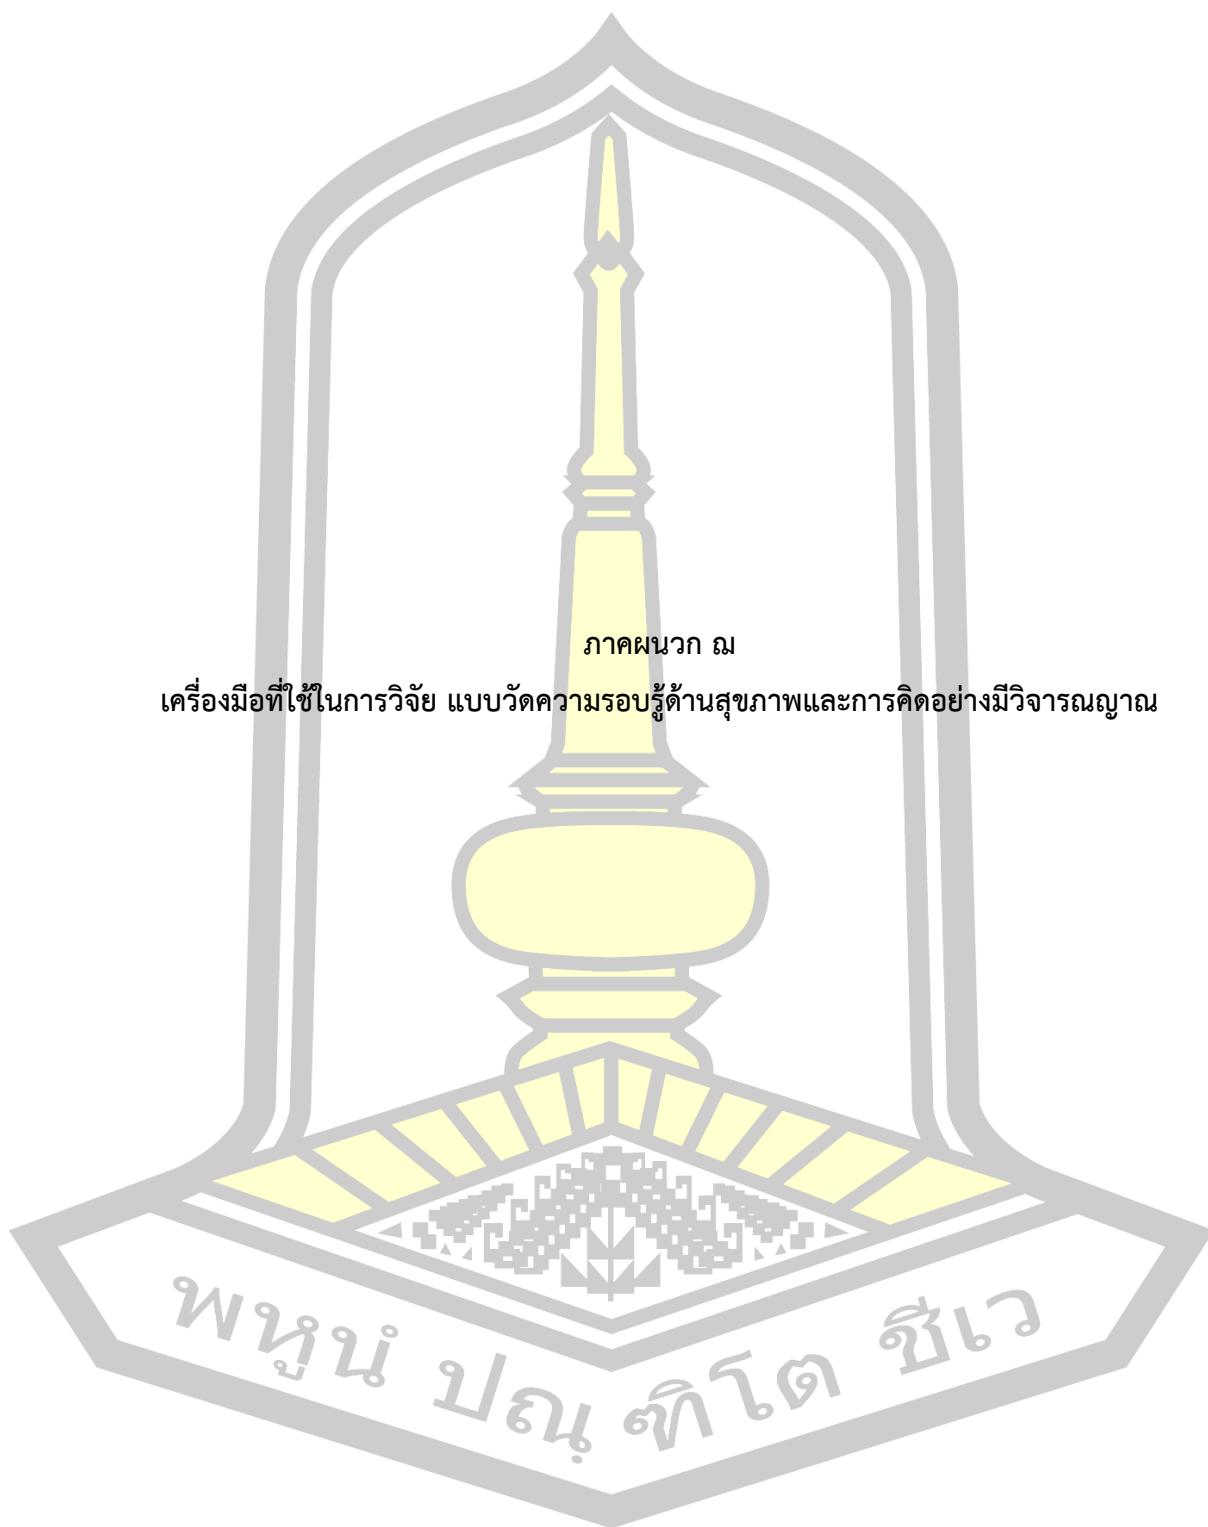 ภาคผนวก ฌ
เครื่องมือที่ใช้ในการวิจัย แบบวัดความรอบรู้ด้านสุขภาพและการคิดอย่างมีวิจารณญาณ
พหูนํ ปณฺ ฑิโต ชีเว